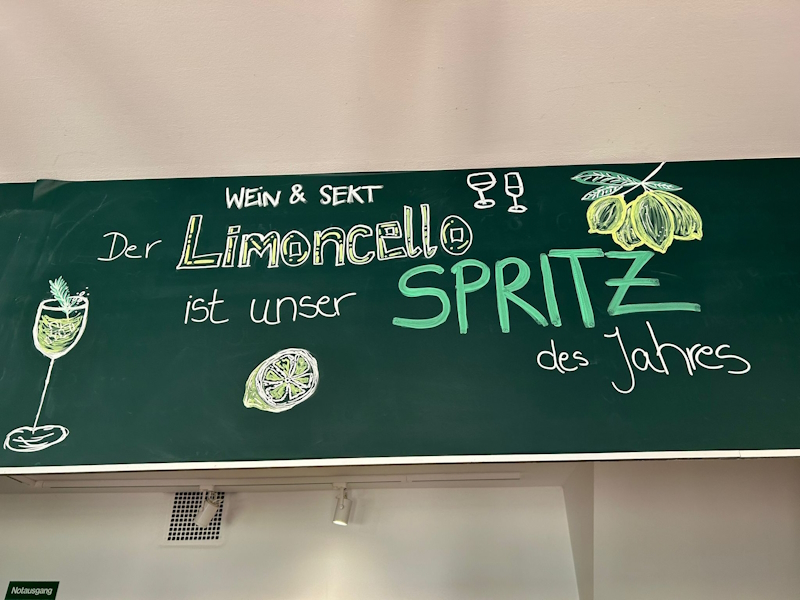 WEiN & SEKT
Der Limoncello
ist unser SPRITZ
des Jahres
Notausgang